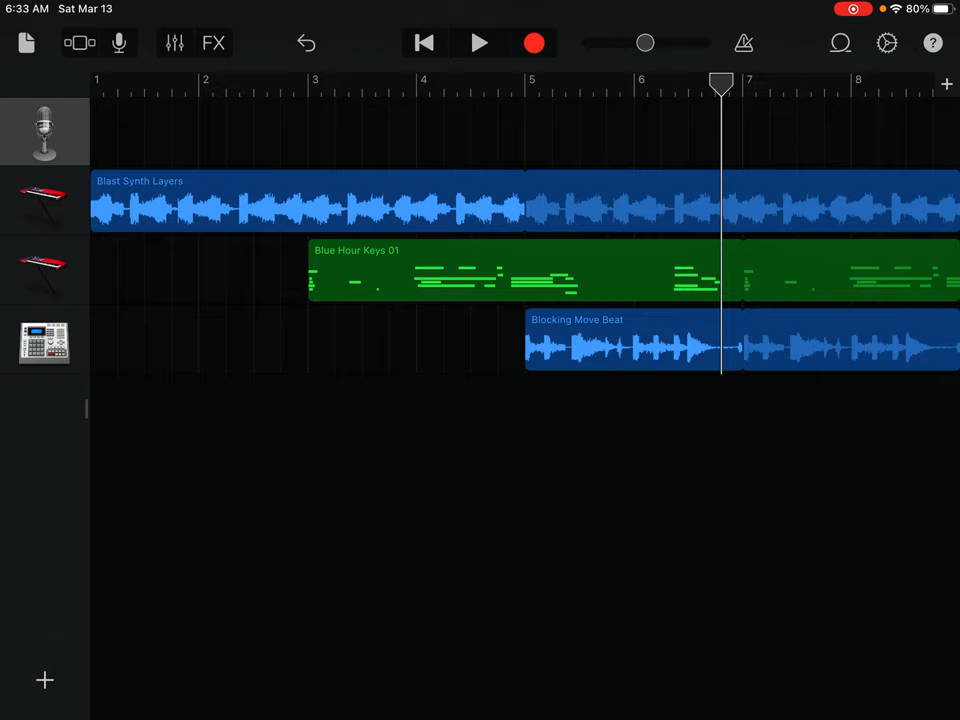 6:33 AM Sat Mar 13
80%
FX
?
1 2 3 4 5 6 7 8
Blast Synth Layers
Blue Hour Keys 01
Blocking Move Beat